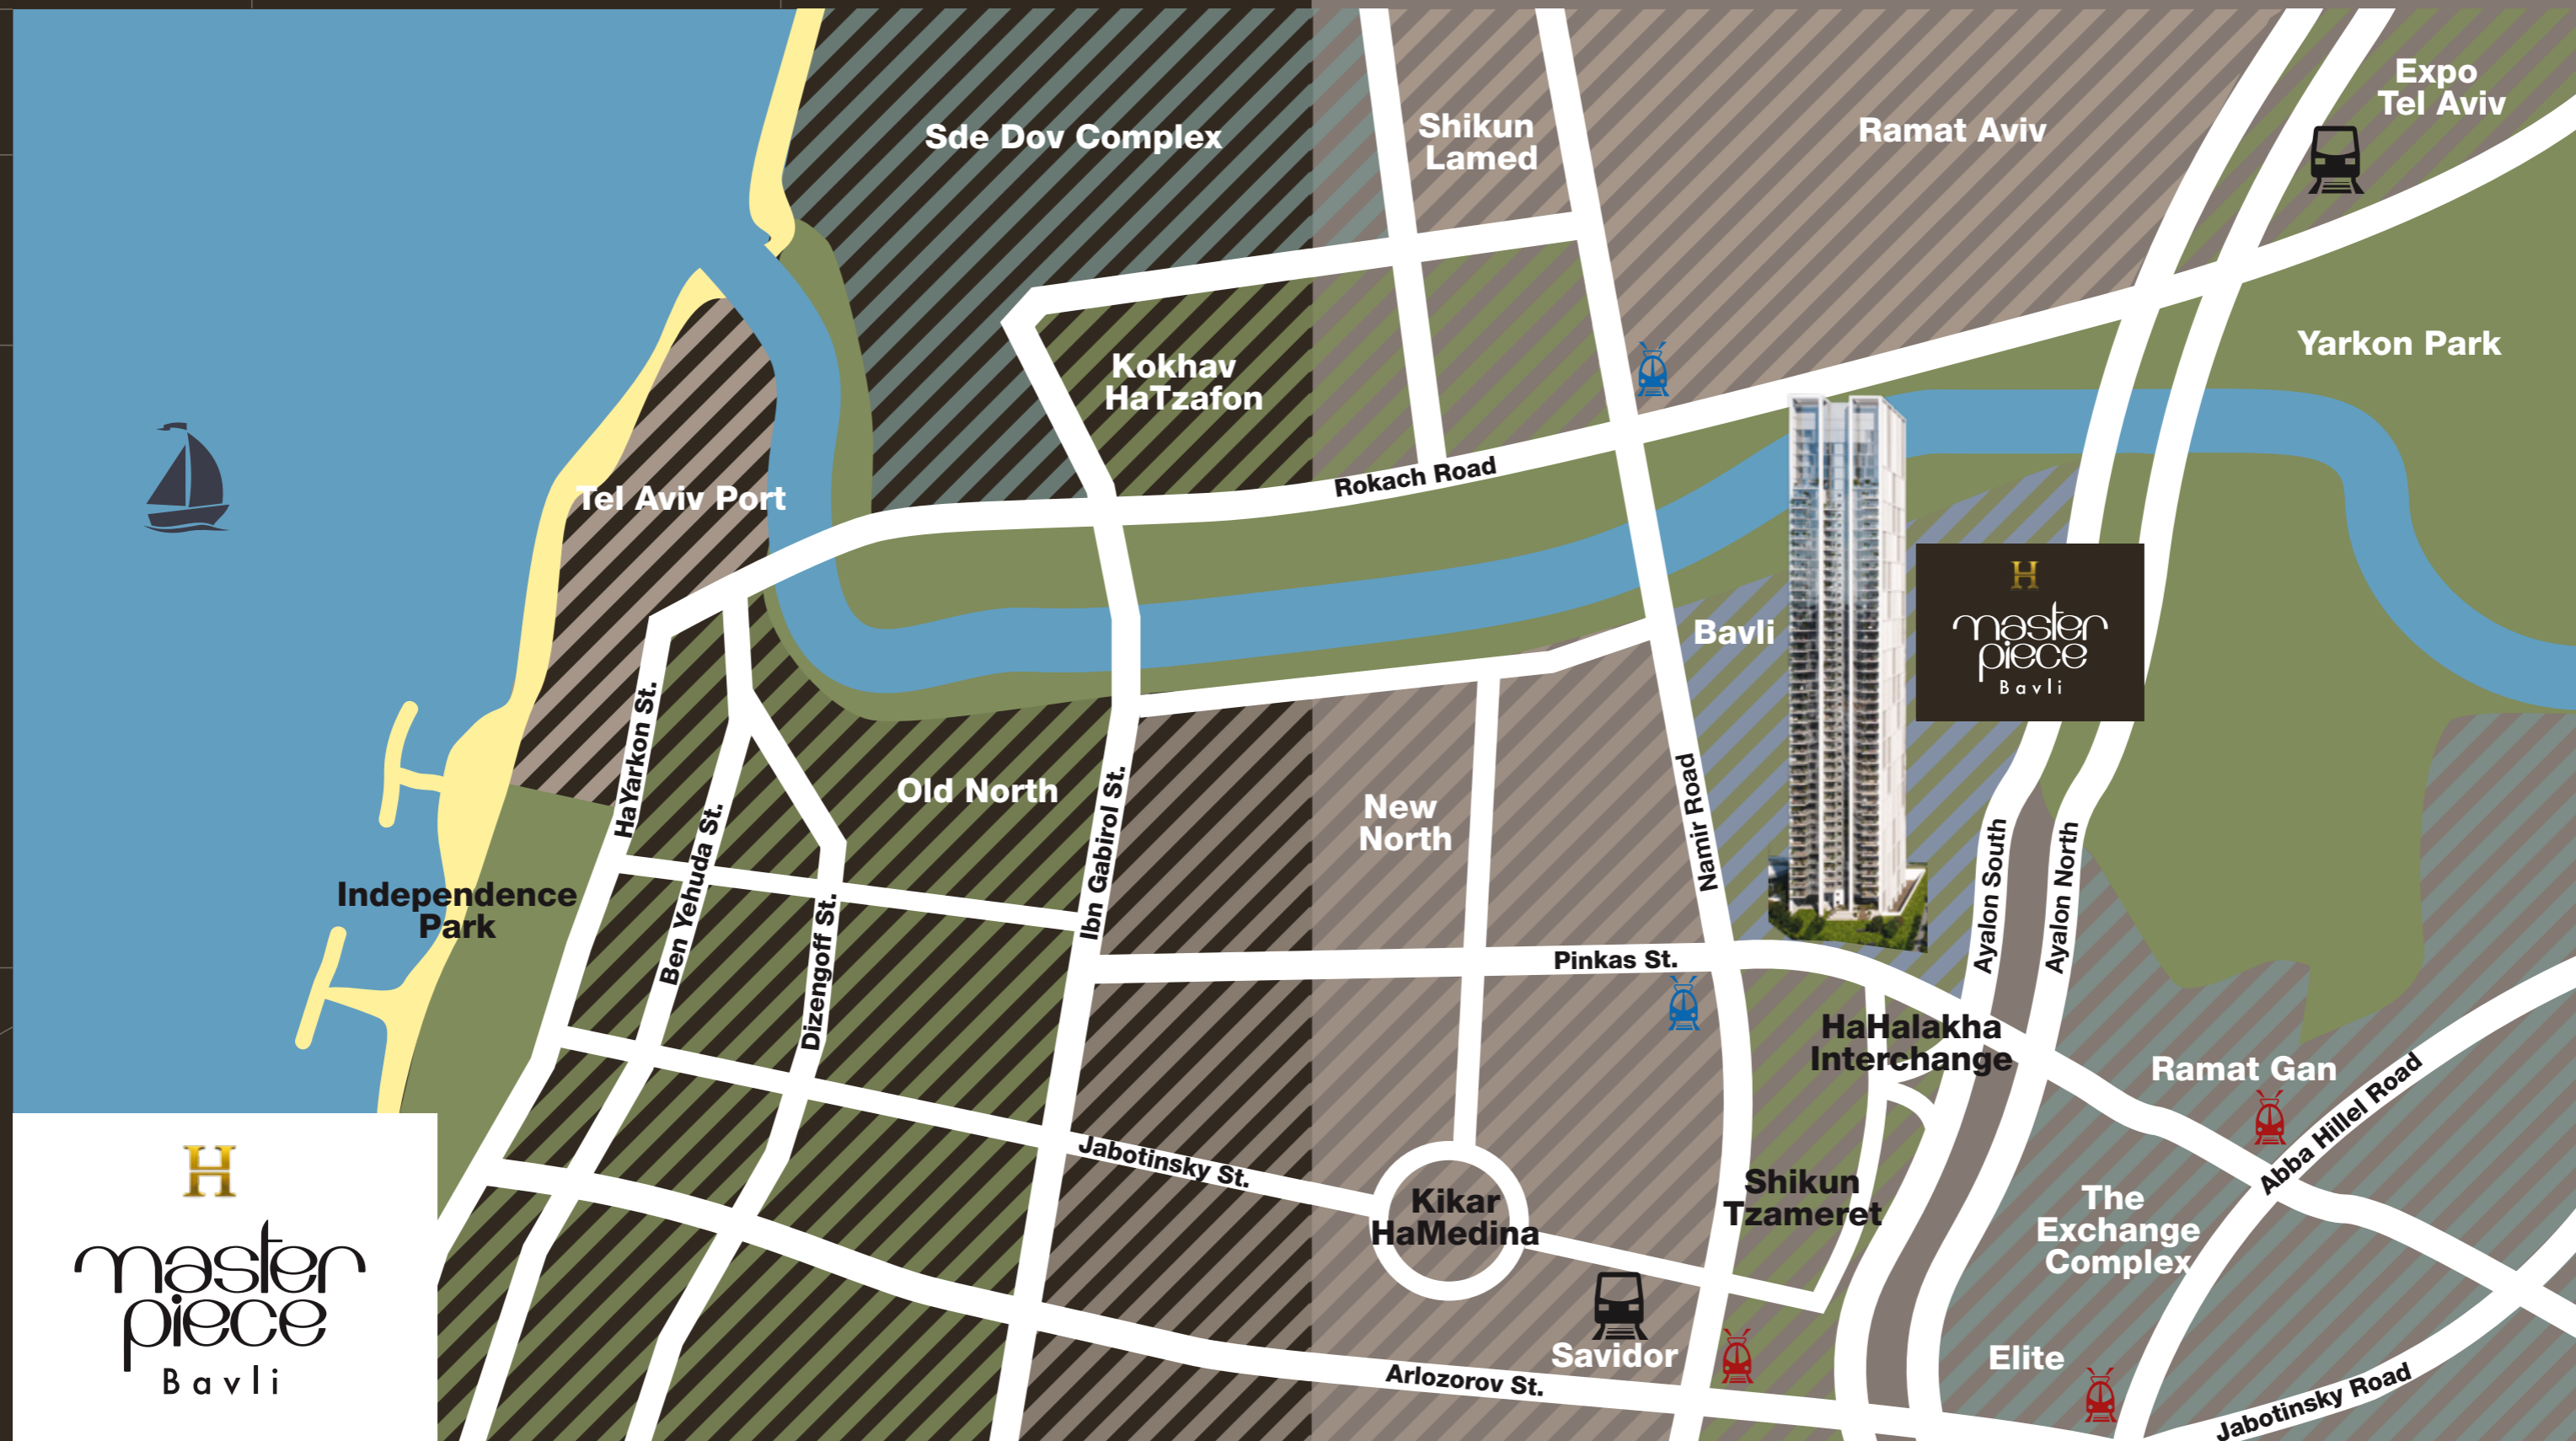 Expo
Tel Aviv
Sde Dov Complex
Shikun
Lamed
Ramat Aviv
Yarkon Park
Kokhav
HaTzafon
Rokach Road
Tel Aviv Port
Bavli
H
master
piece
Bavli
HaYarkon St.
Old North
Ibn Gabirol St.
New
North
Namir Road
Ayalon South
Ayalon North
Independence
Park
Ben Yehuda St.
Dizengoff St.
Pinkas St.
HaHalakha
Interchange
Ramat Gan
Abba Hillel Road
Jabotinsky St.
Kikar
HaMedina
Shikun
Tzameret
The
Exchange
Complex
Savidor
Elite
Arlozorov St.
Jabotinsky Road
H
master
piece
Bavli